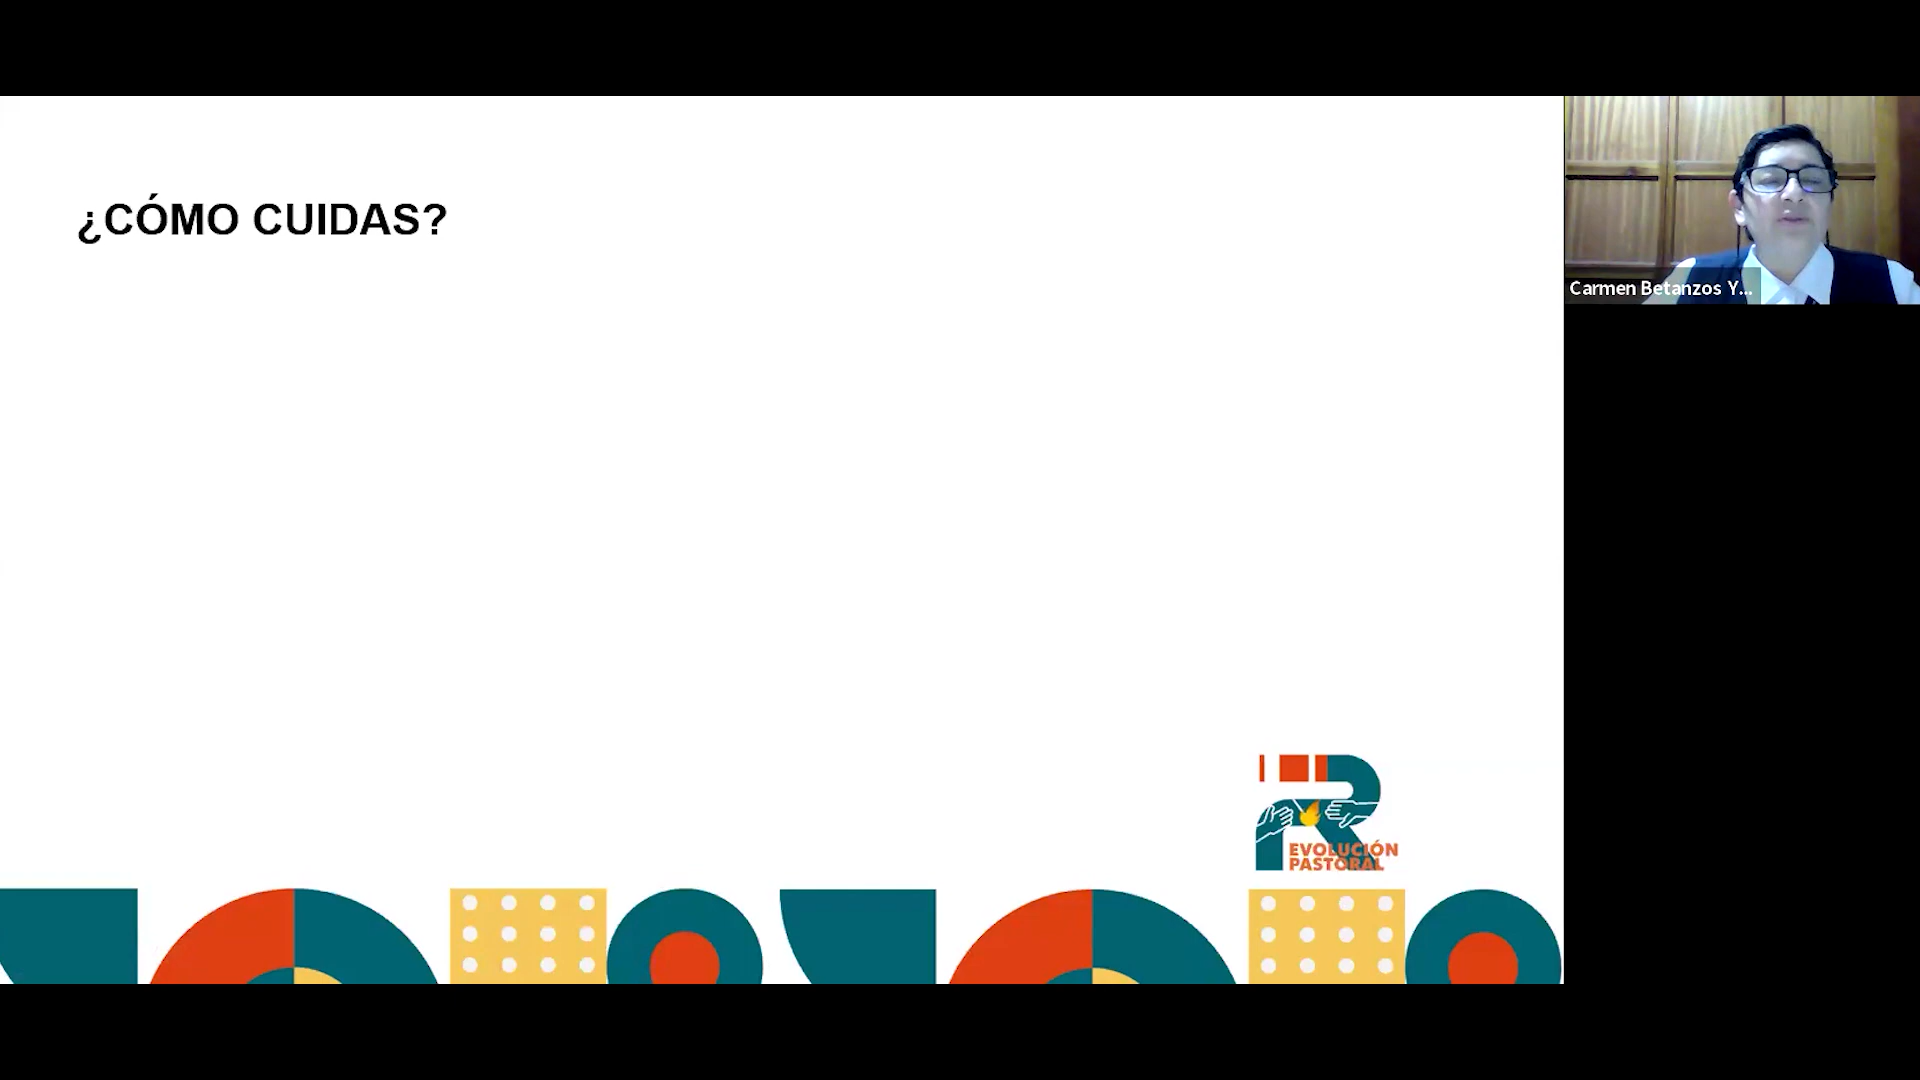 ¿CÓMO CUIDAS?
Carmen Betanzos Y...
R
EVOLUCIÓN
PASTORAL